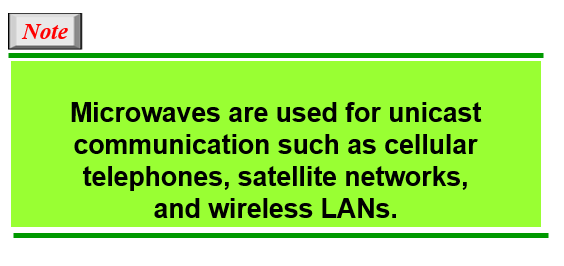 Note
Microwaves are used for unicast
communication such as cellular
telephones, satellite networks,
and wireless LANs.